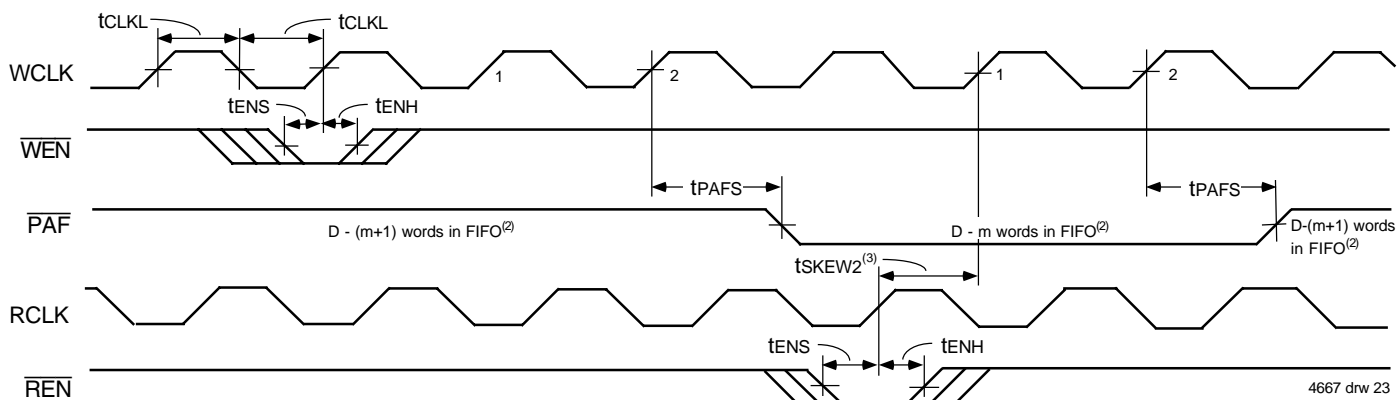 tCLKL tCLKL
WCLK 1 2 1 2
tENS tENH
WEN
tPAFS tPAFS
PAF D - (m+1) words in FIFO(2) D - m words in FIFO(2) D-(m+1) words
in FIFO(2)
tSKEW2(3)
RCLK
tENS tENH
REN
4667 drw 23